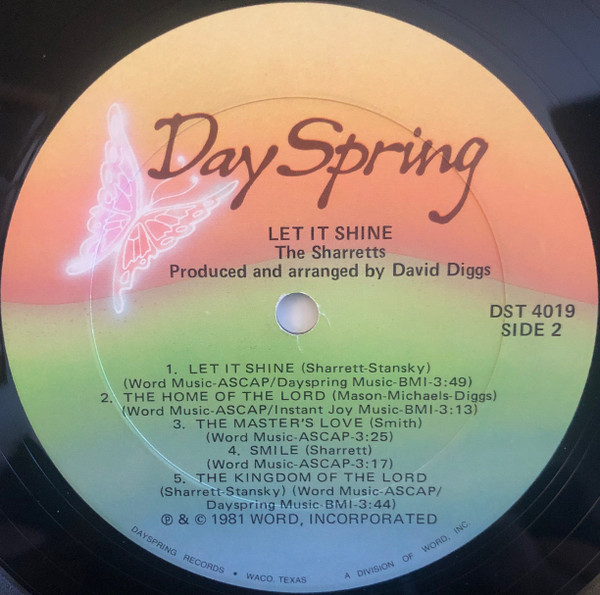 Day Spring
LET IT SHINE
The Sharretts
Produced and arranged by David Diggs
DST 4019
SIDE 2
1. LET IT SHINE (Sharrett-Stansky)
(Word Music-ASCAP/Dayspring Music-BMI-3:49)
2. THE HOME OF THE LORD (Mason-Michaels-Diggs)
(Word Music-ASCAP/Instant Joy Music-BMI-3:13)
3. THE MASTER'S LOVE (Smith)
(Word Music-ASCAP-3:25)
4. SMILE (Sharrett)
(Word Music-ASCAP-3:17)
5. THE KINGDOM OF THE LORD
(Sharrett-Stansky) (Word Music-ASCAP/
Dayspring Music-BMI-3:44)
℗ & © 1981 WORD, INCORPORATED
DAYSPRING RECORDS • WACO, TEXAS A DIVISION OF WORD, INC.